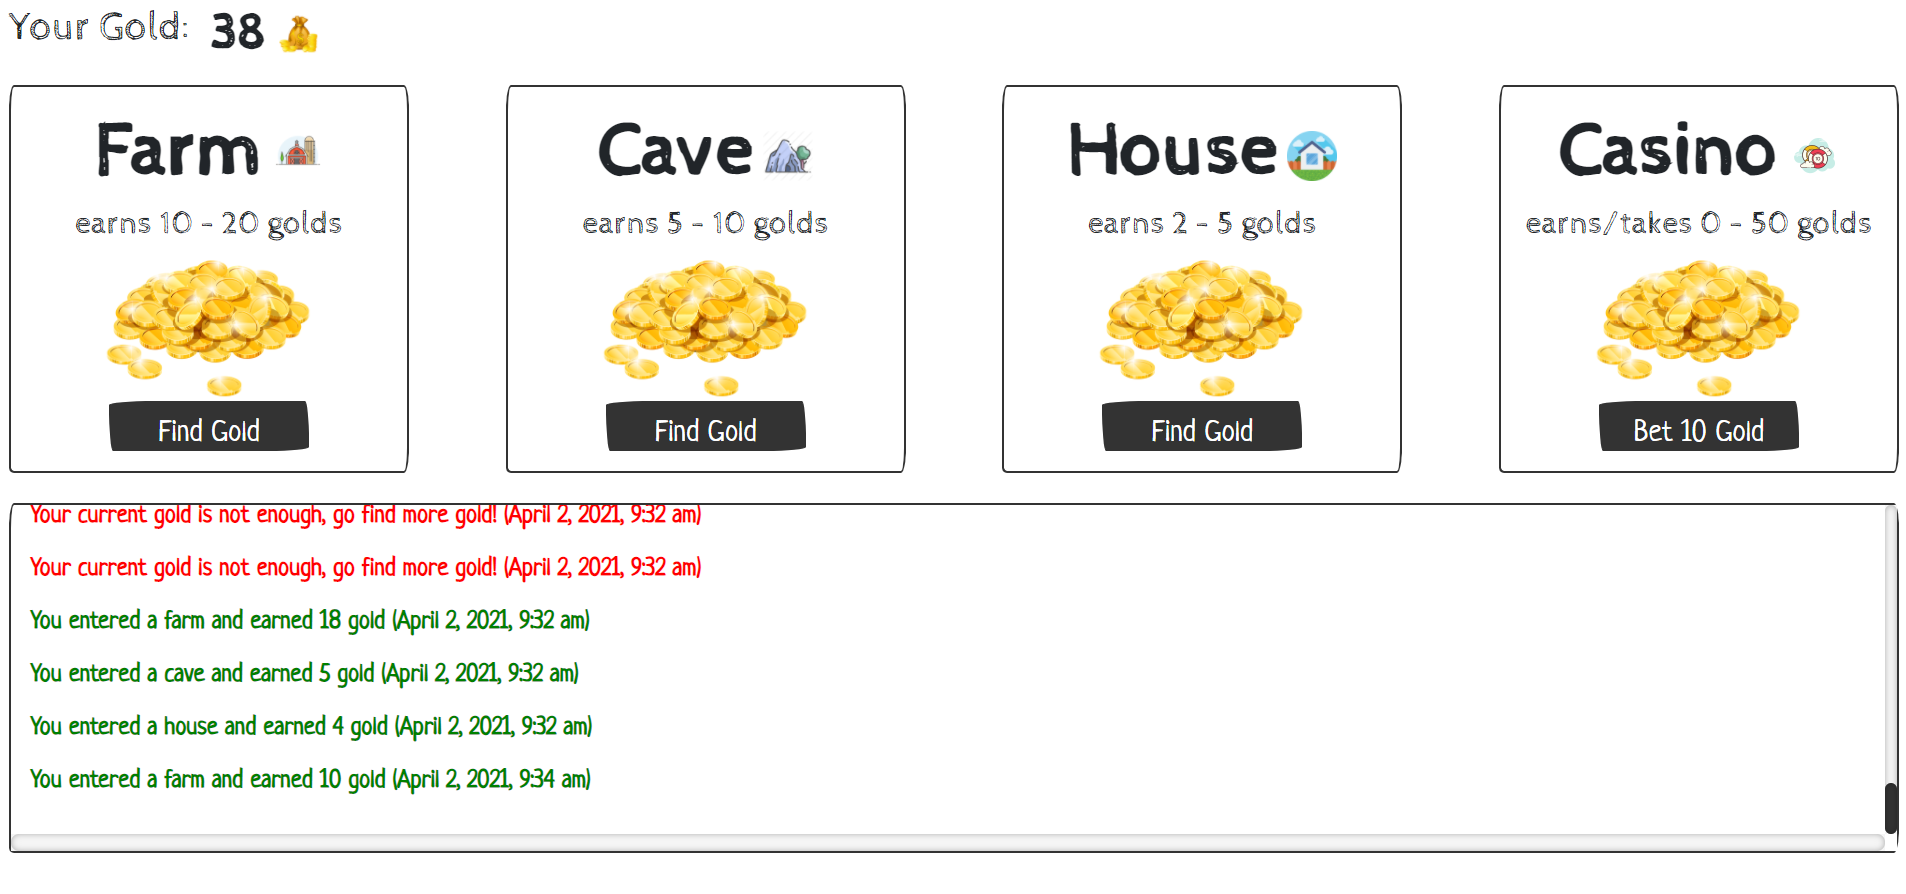 Your Gold: 38
Farm
earns 10 - 20 golds
Find Gold
Cave
earns 5 - 10 golds
Find Gold
House
earns 2 - 5 golds
Find Gold
Casino
earns/takes 0 - 50 golds
Bet 10 Gold
Your current gold is not enough, go find more gold! (April 2, 2021, 9:32 am)
Your current gold is not enough, go find more gold! (April 2, 2021, 9:32 am)
You entered a farm and earned 18 gold (April 2, 2021, 9:32 am)
You entered a cave and earned 5 gold (April 2, 2021, 9:32 am)
You entered a house and earned 4 gold (April 2, 2021, 9:32 am)
You entered a farm and earned 10 gold (April 2, 2021, 9:34 am)